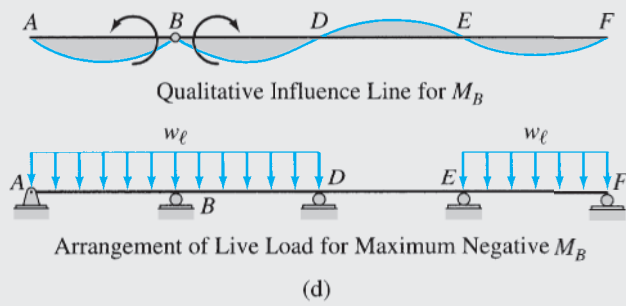 A B D E F
Qualitative Influence Line for M_B
w_ℓ w_ℓ
A B D E F
Arrangement of Live Load for Maximum Negative M_B
(d)